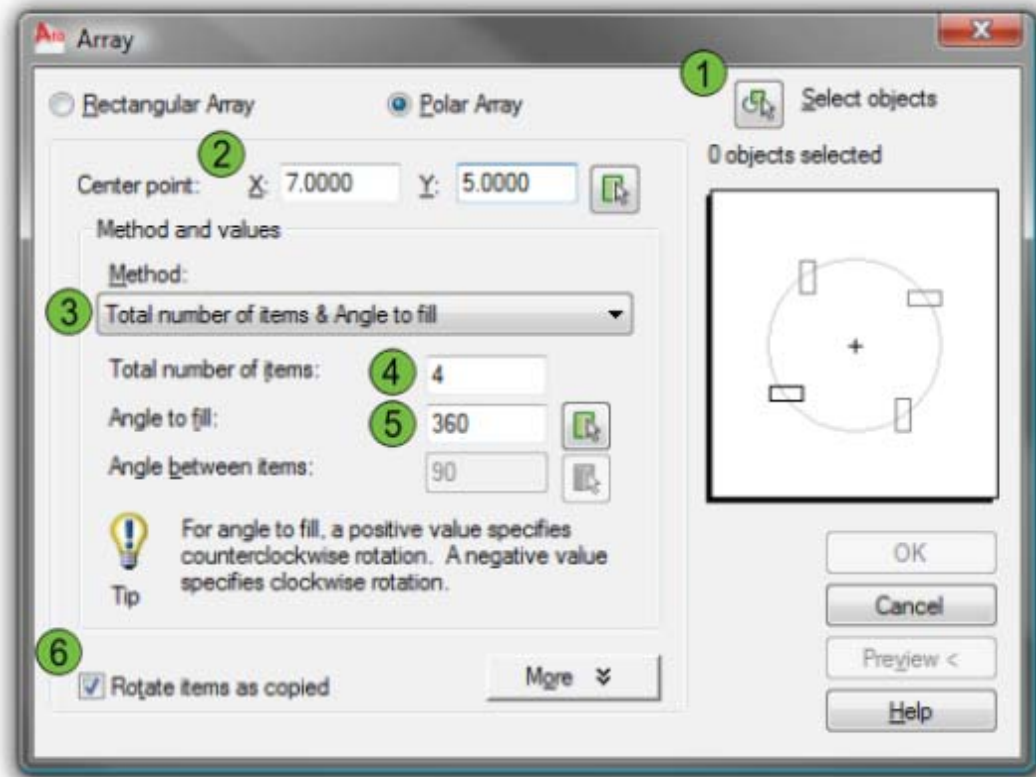 Array
1
Rectangular Array Polar Array Select objects
2
0 objects selected
Center point: X: 7.0000 Y: 5.0000
Method and values
Method:
3 Total number of items & Angle to fill
Total number of items: 4 4
Angle to fill: 5 360
Angle between items: 90
For angle to fill, a positive value specifies
counterclockwise rotation. A negative value
specifies clockwise rotation.
Tip
OK
Cancel
6
Rotate items as copied More Preview <
Help